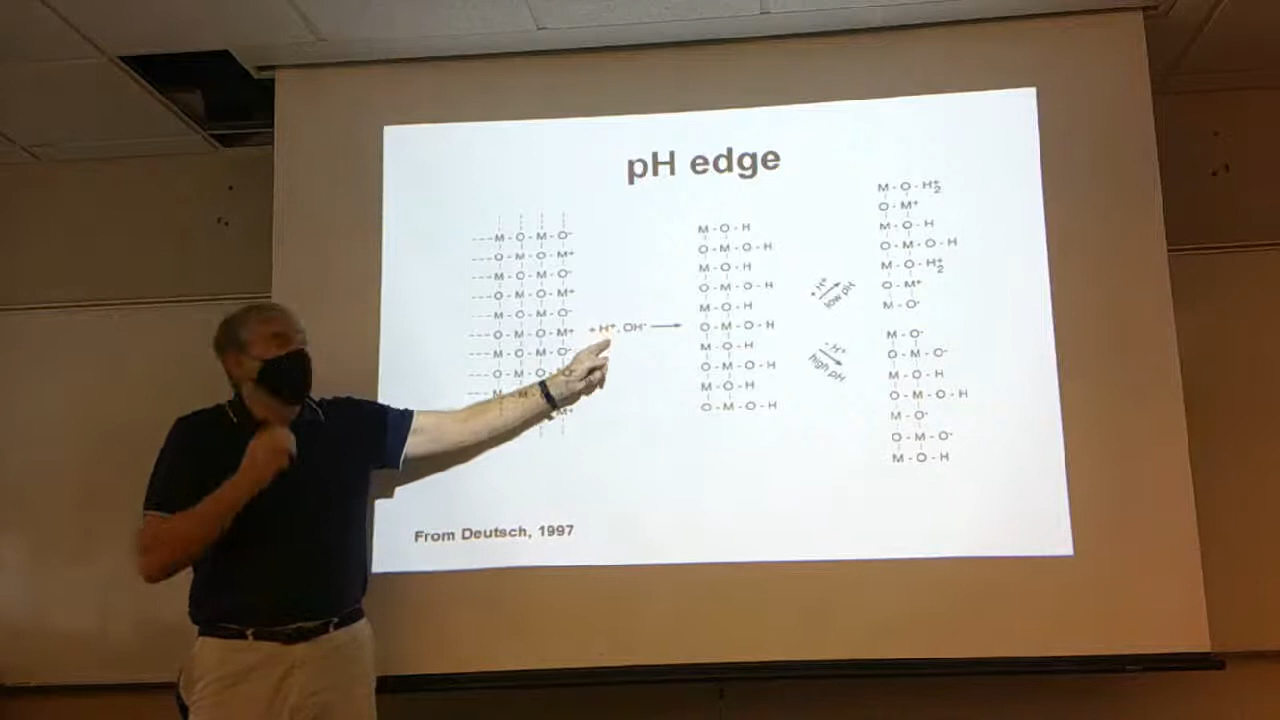 pH edge
---M-O-M-O-
---O-M-O-M+
---M-O-M-O-
---O-M-O-M+
---M-O-M-O-
---O-M-O-M+
---M-O-M-O-
---O-M-O-
M-M-O
M+
+ H+, OH-
M-O-H
O-M-O-H
M-O-H
O-M-O-H
M-O-H
O-M-O-H
M-O-H
O-M-O-H
M-O-H
O-M-O-H
+ H+
low pH
- H+
high pH
M-O-H2+
O-M+
M-O-H
O-M-O-H
M-O-H2+
O-M+
M-O-
M-O-
O-M-O-
M-O-H
O-M-O-H
M-O-
O-M-O-
M-O-H
From Deutsch, 1997